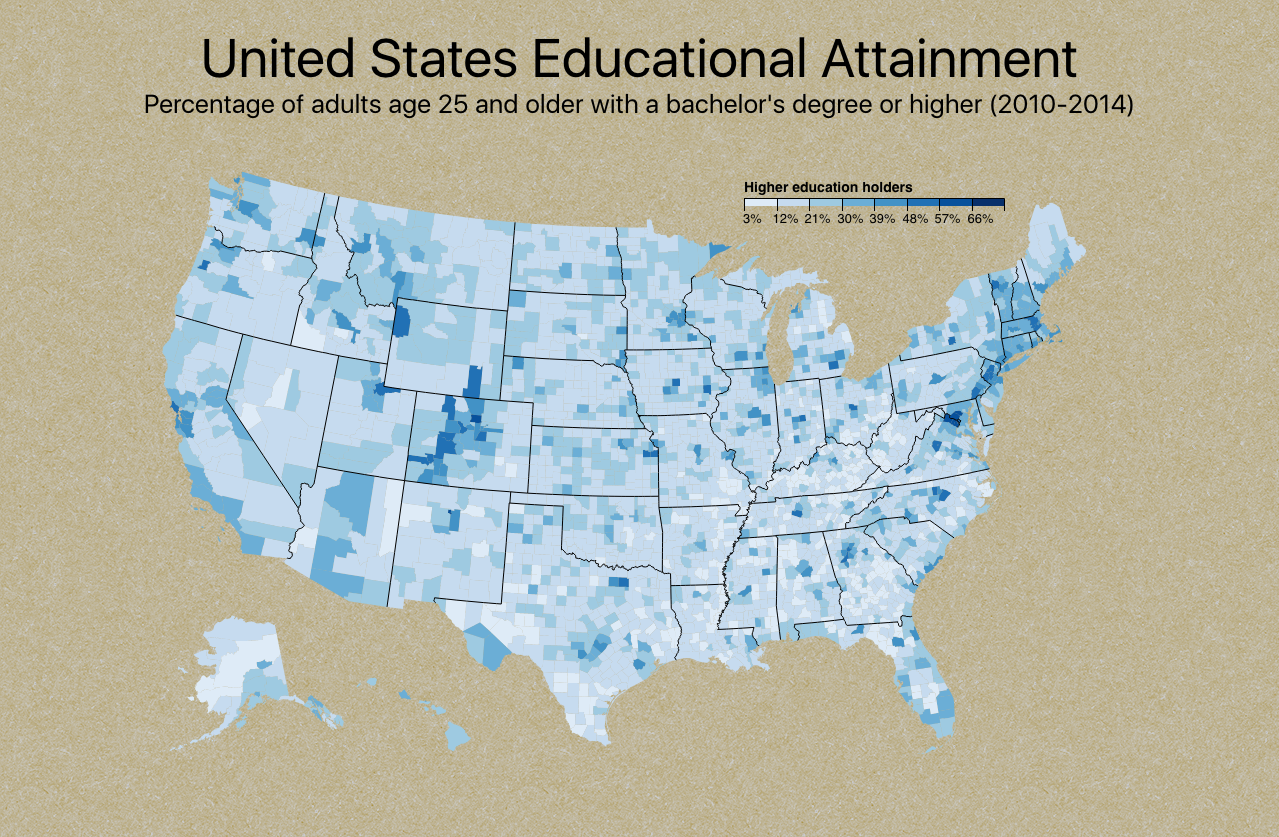 United States Educational Attainment
Percentage of adults age 25 and older with a bachelor's degree or higher (2010-2014)
Higher education holders
3% 12% 21% 30% 39% 48% 57% 66%